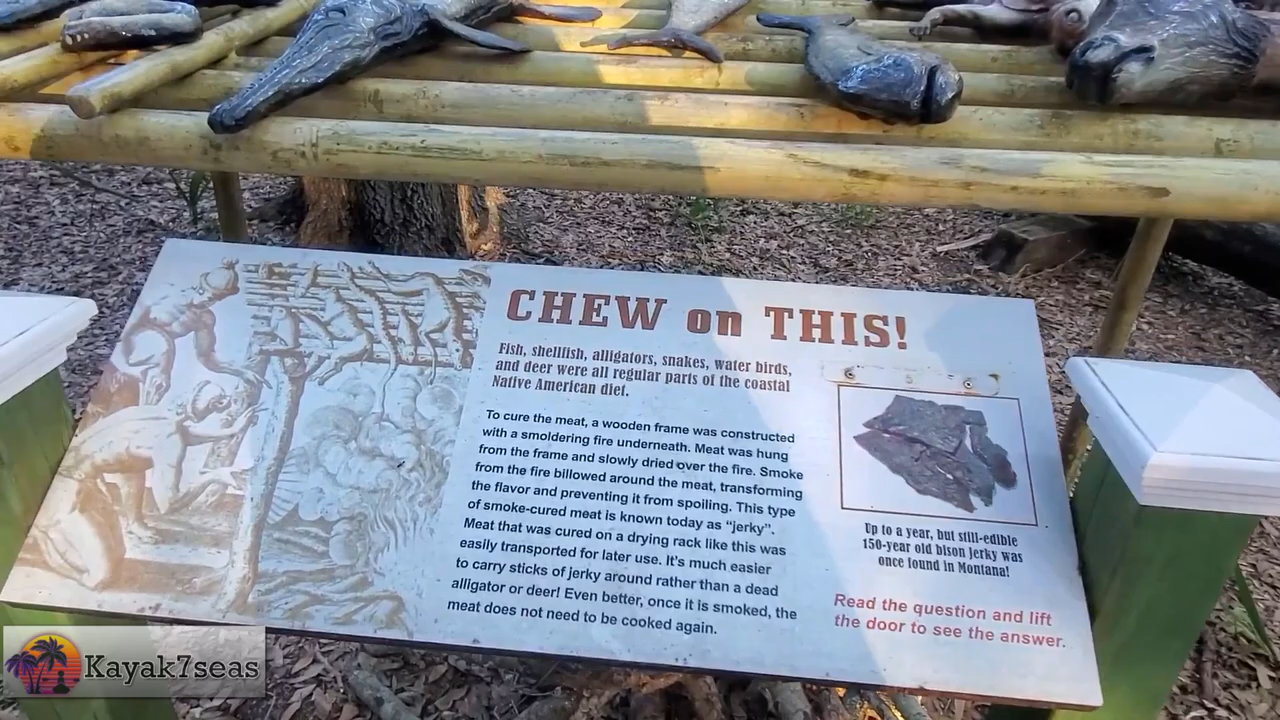 CHEW on THIS!
Fish, shellfish, alligators, snakes, water birds,
and deer were all regular parts of the coastal
Native American diet.
To cure the meat, a wooden frame was constructed
with a smoldering fire underneath. Meat was hung
from the frame and slowly dried over the fire. Smoke
from the fire billowed around the meat, transforming
the flavor and preventing it from spoiling. This type
of smoke-cured meat is known today as “jerky”.
Meat that was cured on a drying rack like this was
easily transported for later use. It's much easier
to carry sticks of jerky around rather than a dead
alligator or deer! Even better, once it is smoked, the
meat does not need to be cooked again.
Up to a year, but still-edible
150-year old bison jerky was
once found in Montana!
Read the question and lift
the door to see the answer.
Kayak7seas